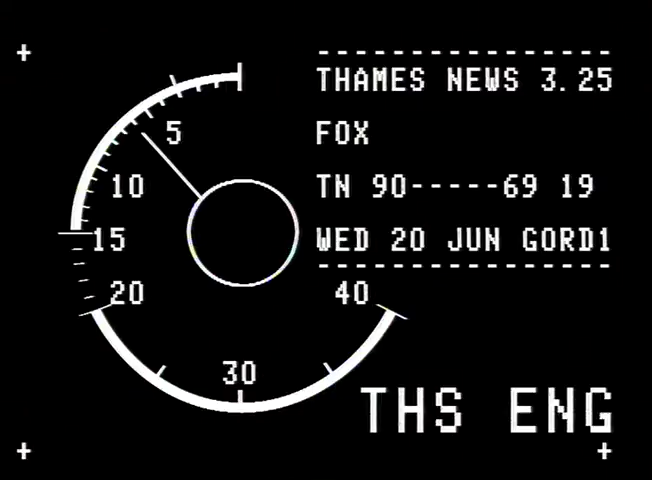 THAMES NEWS 3.25
FOX
TN 90-----69 19
WED 20 JUN GORD1
5
10
15
20
30
40
THS ENG